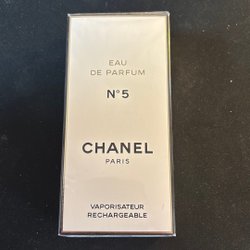 EAU
DE PARFUM
N°5
CHANEL
PARIS
VAPORISATEUR
RECHARGEABLE